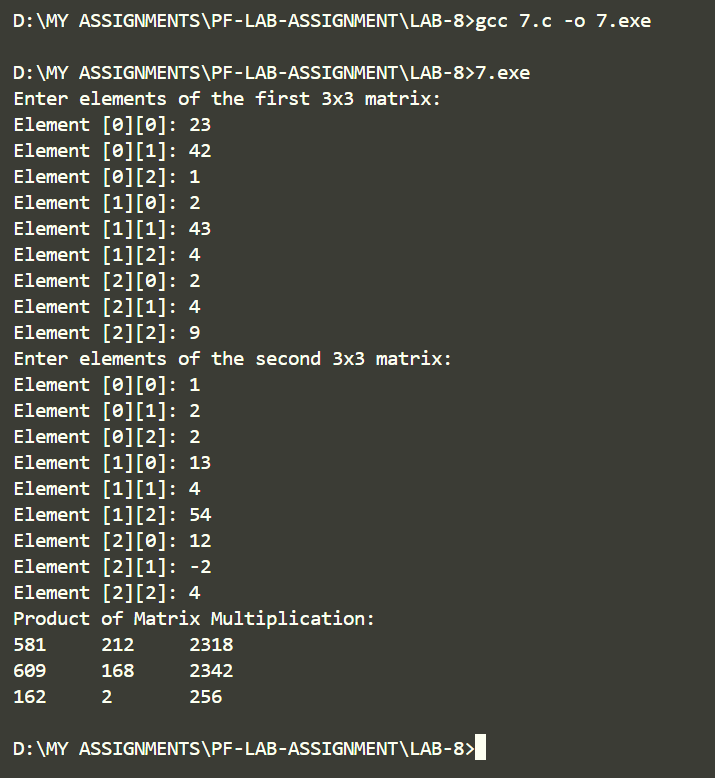 D:\MY ASSIGNMENTS\PF-LAB-ASSIGNMENT\LAB-8>gcc 7.c -o 7.exe
D:\MY ASSIGNMENTS\PF-LAB-ASSIGNMENT\LAB-8>7.exe
Enter elements of the first 3x3 matrix:
Element [0][0]: 23
Element [0][1]: 42
Element [0][2]: 1
Element [1][0]: 2
Element [1][1]: 43
Element [1][2]: 4
Element [2][0]: 2
Element [2][1]: 4
Element [2][2]: 9
Enter elements of the second 3x3 matrix:
Element [0][0]: 1
Element [0][1]: 2
Element [0][2]: 2
Element [1][0]: 13
Element [1][1]: 4
Element [1][2]: 54
Element [2][0]: 12
Element [2][1]: -2
Element [2][2]: 4
Product of Matrix Multiplication:
581     212     2318
609     168     2342
162     2       256
D:\MY ASSIGNMENTS\PF-LAB-ASSIGNMENT\LAB-8>